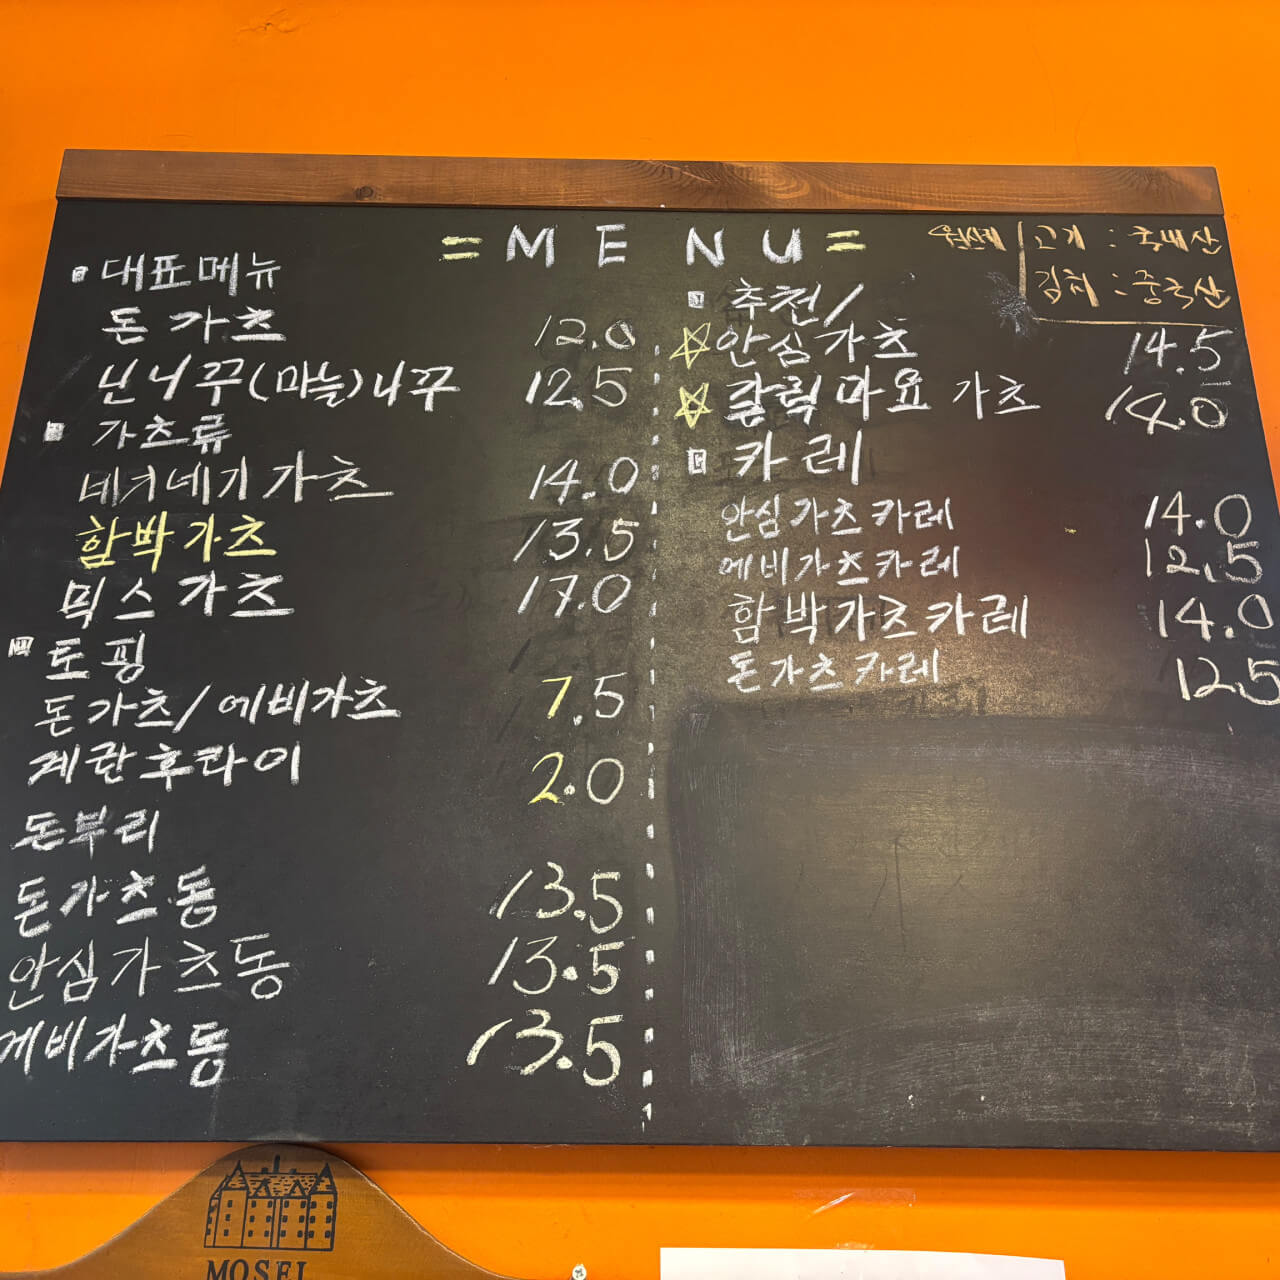 = M E N U =
원산지 고기 : 국내산
김치 : 중국산
대표메뉴
돈가츠 12.0
닌니꾸(마늘)니꾸 12.5
가츠류
네기가츠 14.0
함박가츠 13.5
믹스가츠 17.0
토핑
돈가츠/에비가츠 7.5
계란후라이 2.0
돈부리
돈가츠동 13.5
안심가츠동 13.5
에비가츠동 13.5
추천/
☆안심가츠 14.5
☆갈릭마요 가츠 14.0
카레
안심가츠카레 14.0
에비가츠카레 12.5
함박가츠카레 14.0
돈가츠카레 12.5
MOSEL